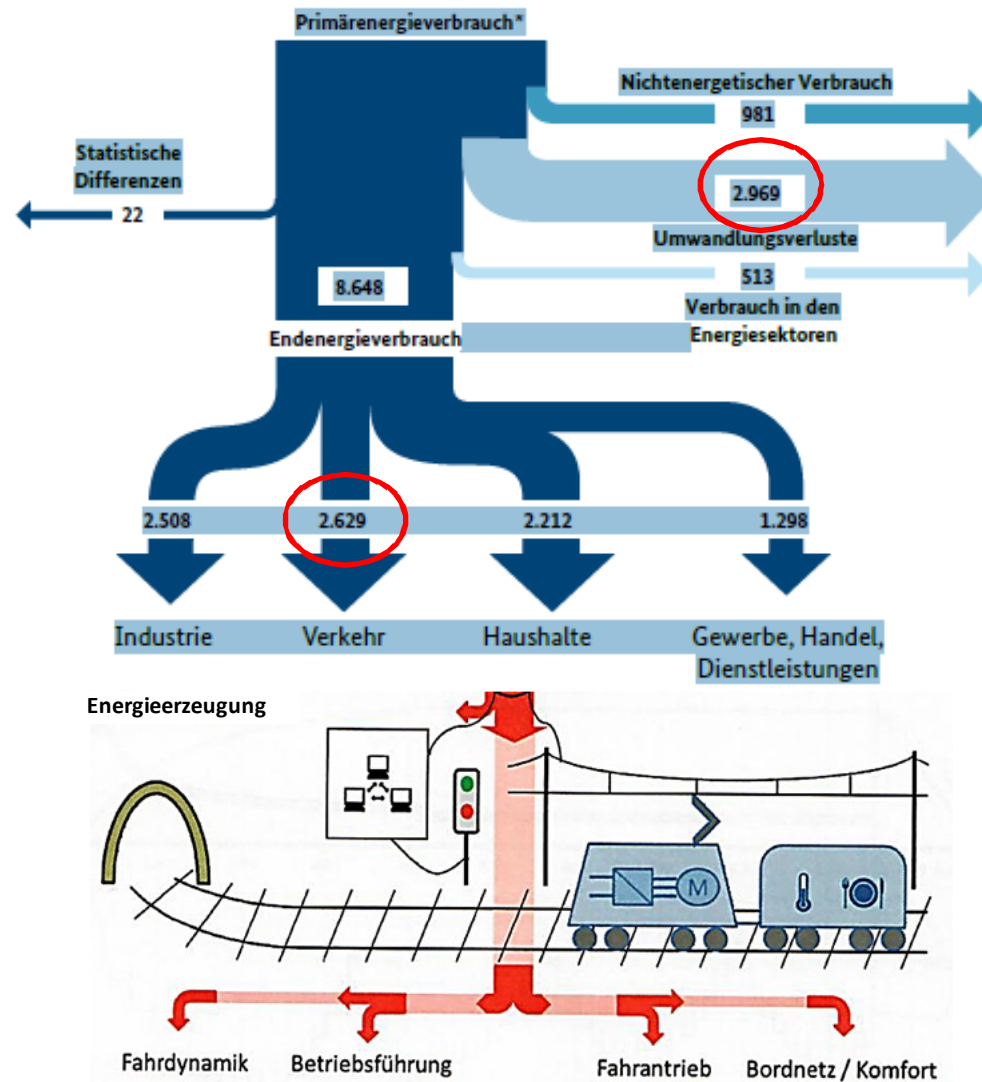 Primärenergieverbrauch*
Nichtenergetischer Verbrauch
981
Statistische
Differenzen
22
2.969
Umwandlungsverluste
513
8.648
Verbrauch in den
Energiesektoren
Endenergieverbrauch
2.508
2.629
2.212
1.298
Industrie
Verkehr
Haushalte
Gewerbe, Handel,
Dienstleistungen
Energieerzeugung
M
Fahrdynamik
Betriebsführung
Fahrantrieb
Bordnetz / Komfort